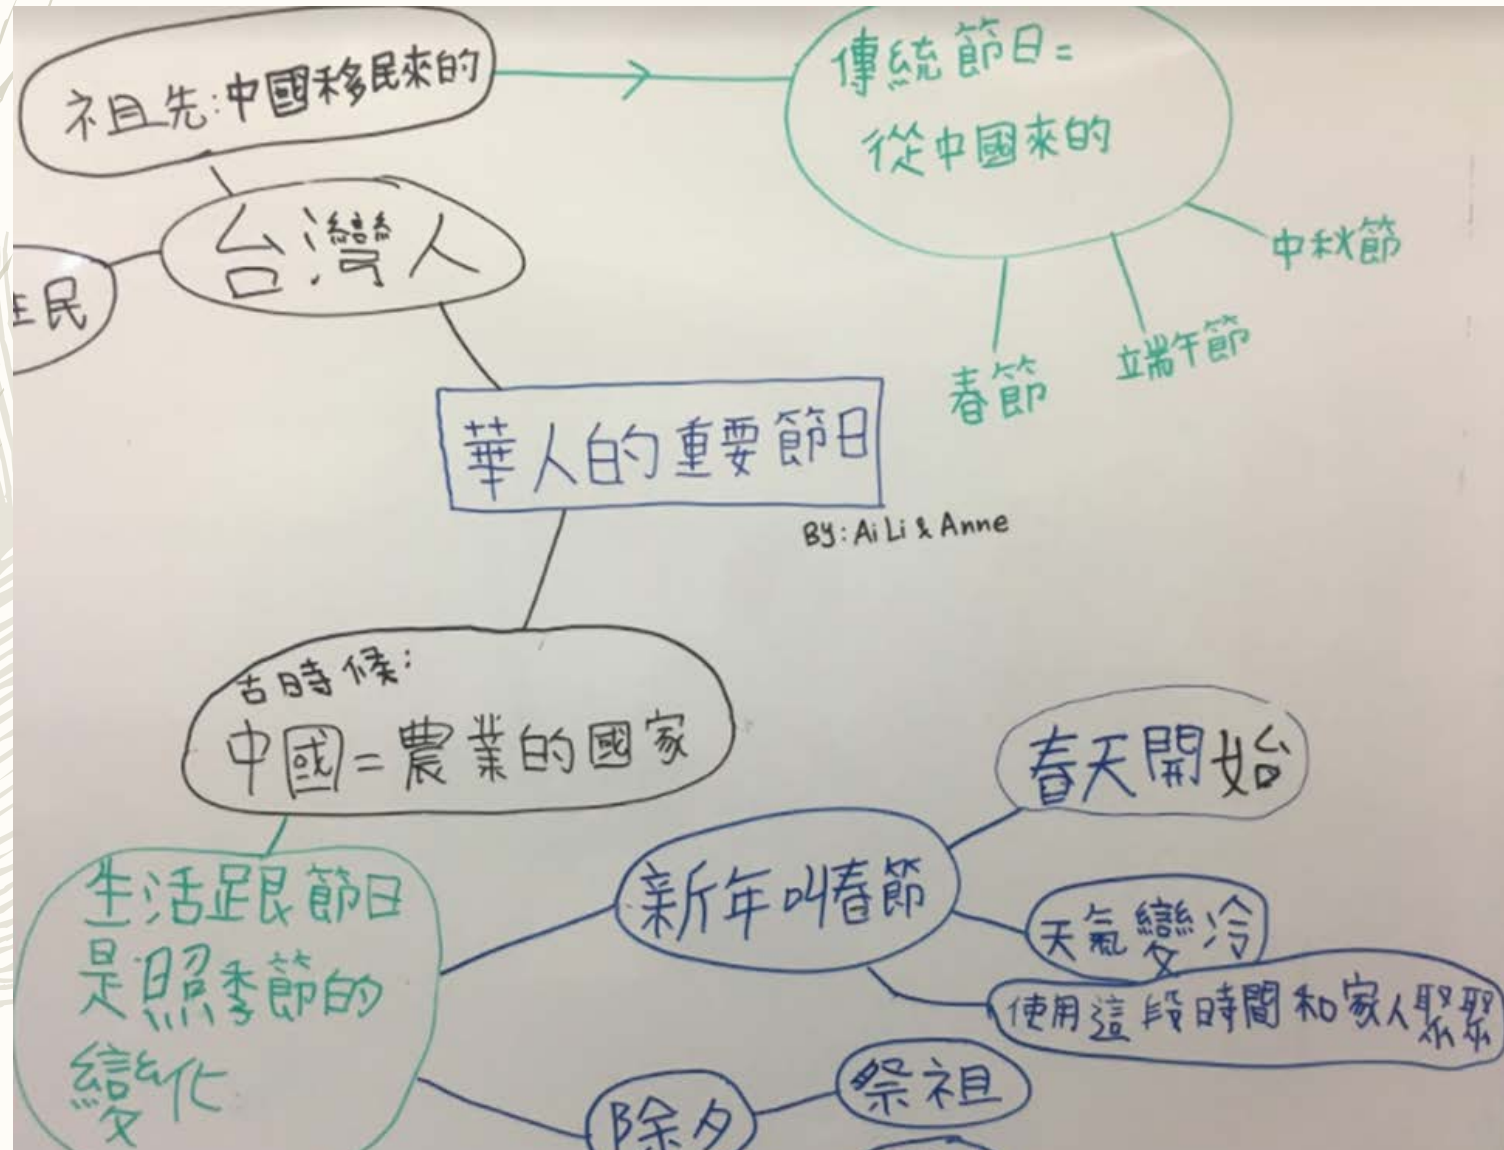 祖先:中國移民來的
傳統節日=
從中國來的
台灣人
中秋節
民
端午節
春節
華人的重要節日
BY: Ai Li & Anne
古時候:
中國=農業的國家
春天開始
生活跟節日
是照季節的
變化
新年叫春節
天氣變冷
使用這段時間和家人聚聚
祭祖
除夕